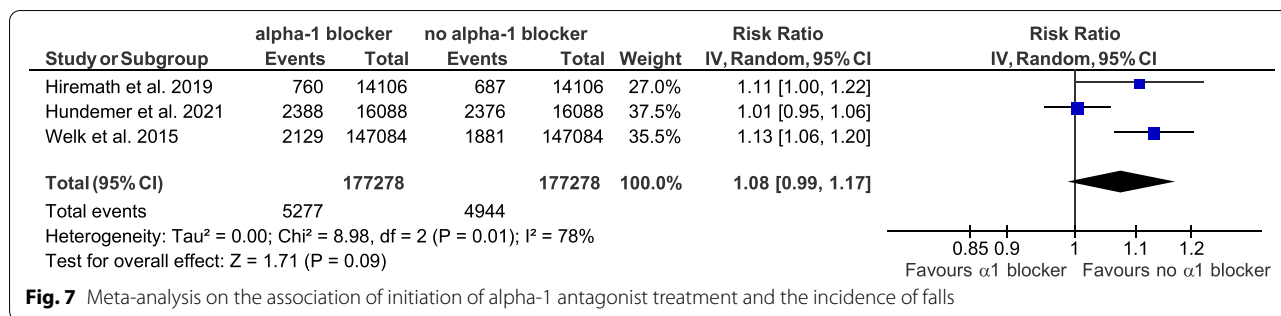 alpha-1 blocker no alpha-1 blocker Risk Ratio Risk Ratio
Study or Subgroup Events Total Events Total Weight IV, Random, 95% CI IV, Random, 95% CI
Hiremath et al. 2019 760 14106 687 14106 27.0% 1.11 [1.00, 1.22]
Hundemer et al. 2021 2388 16088 2376 16088 37.5% 1.01 [0.95, 1.06]
Welk et al. 2015 2129 147084 1881 147084 35.5% 1.13 [1.06, 1.20]
Total (95% CI) 177278 177278 100.0% 1.08 [0.99, 1.17]
Total events 5277 4944
Heterogeneity: Tau² = 0.00; Chi² = 8.98, df = 2 (P = 0.01); I² = 78%
Test for overall effect: Z = 1.71 (P = 0.09)
0.85 0.9 1 1.1 1.2
Favours α1 blocker Favours no α1 blocker
Fig. 7 Meta-analysis on the association of initiation of alpha-1 antagonist treatment and the incidence of falls